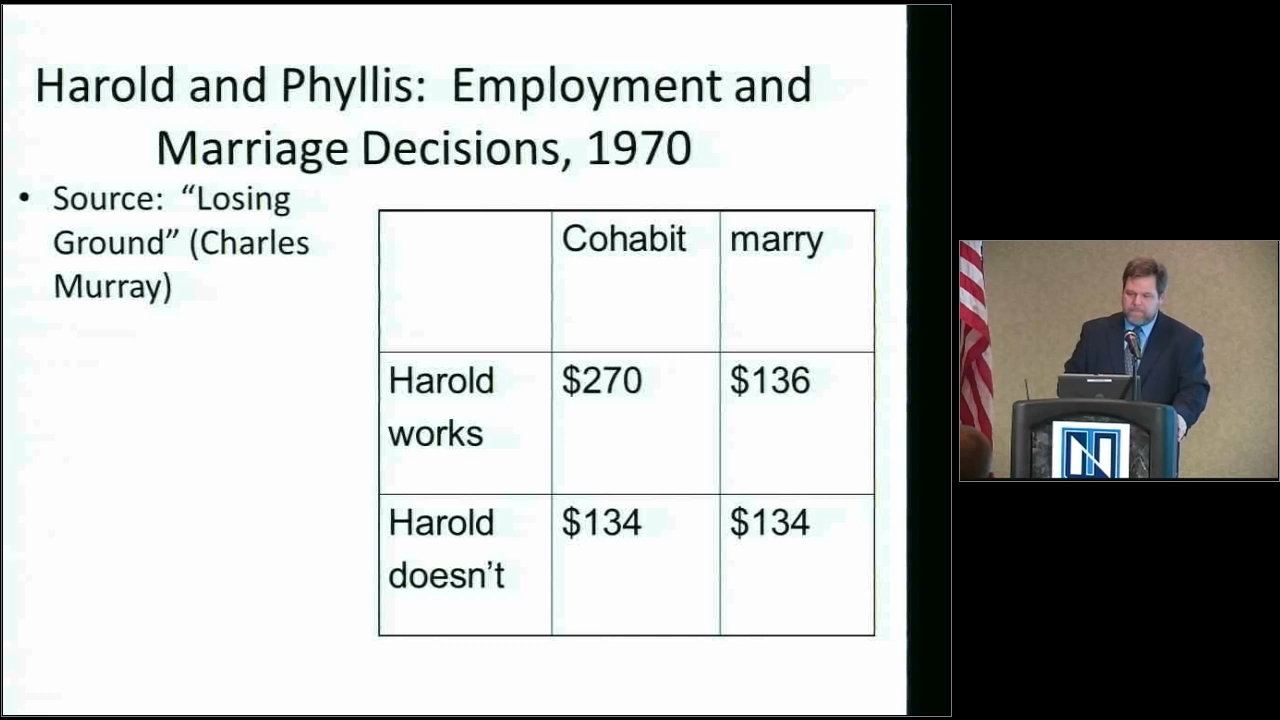 Harold and Phyllis:  Employment and
Marriage Decisions, 1970
• Source:  “Losing
Ground” (Charles
Murray)
Cohabit marry
Harold
works
$270 $136
Harold
doesn’t
$134 $134